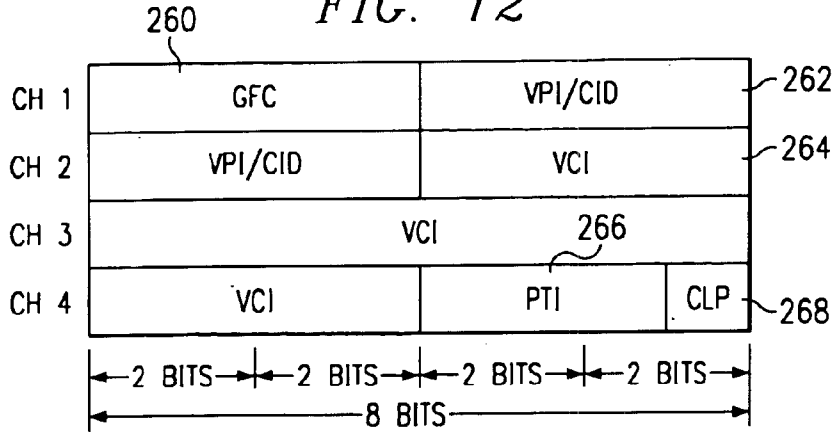 FIG. 12
260
CH 1 GFC VPI/CID 262
CH 2 VPI/CID VCI 264
CH 3 VCI
266
CH 4 VCI PTI CLP 268
2 BITS 2 BITS 2 BITS 2 BITS
8 BITS